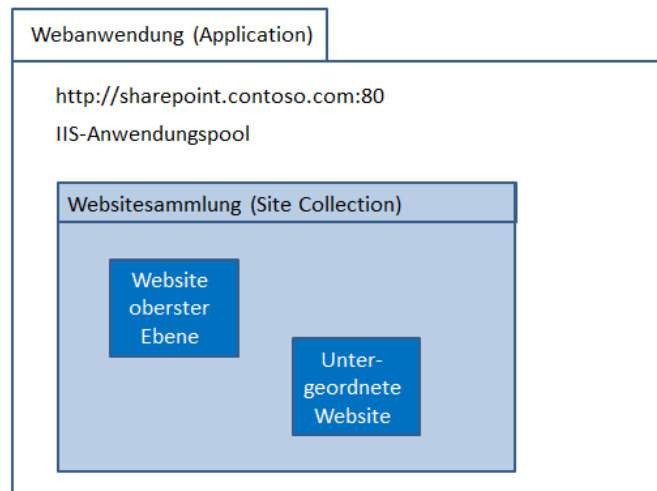 Webanwendung (Application)
http://sharepoint.contoso.com:80
IIS-Anwendungspool
Websitesammlung (Site Collection)
Website
oberster
Ebene
Unter-
geordnete
Website